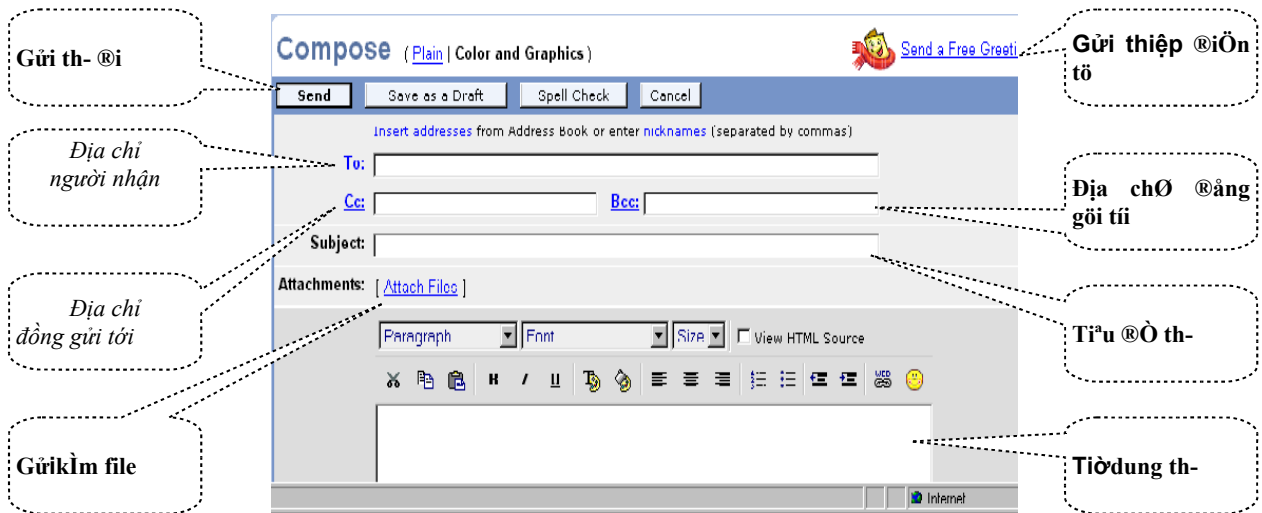 Gửi th- ®i
Compose ( Plain | Color and Graphics )
Send a Free Greeti
Gửi thiệp ®iÖn
tö
Send Save as a Draft Spell Check Cancel
Insert addresses from Address Book or enter nicknames (separated by commas)
Địa chỉ
người nhận
To:
Cc: Bcc:
Địa chØ ®ảng
göi tíi
Subject:
Attachments: [ Attach Files ]
Địa chỉ
đồng gửi tới
Paragraph Font Size View HTML Source
Tiªu ®Ò th-
B I U
WEB
GửikÌm file
Tiờdung th-
Internet